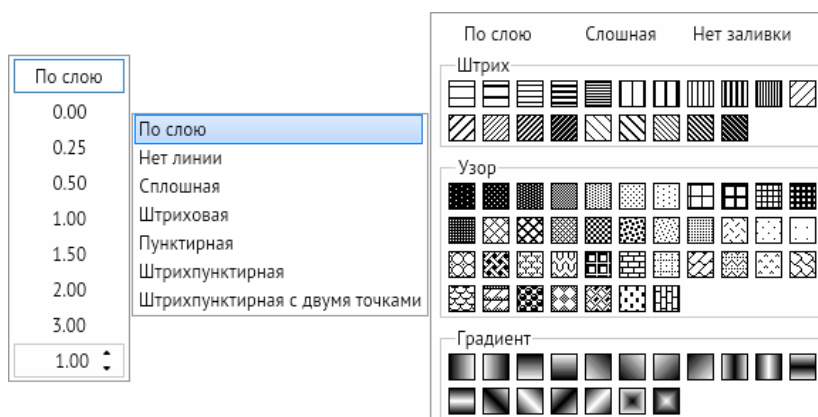 По слою
0.00
0.25
0.50
1.00
1.50
2.00
3.00
1.00
По слою
Нет линии
Сплошная
Штриховая
Пунктирная
Штрихпунктирная
Штрихпунктирная с двумя точками
По слою Слошная Нет заливки
Штрих
Узор
Градиент